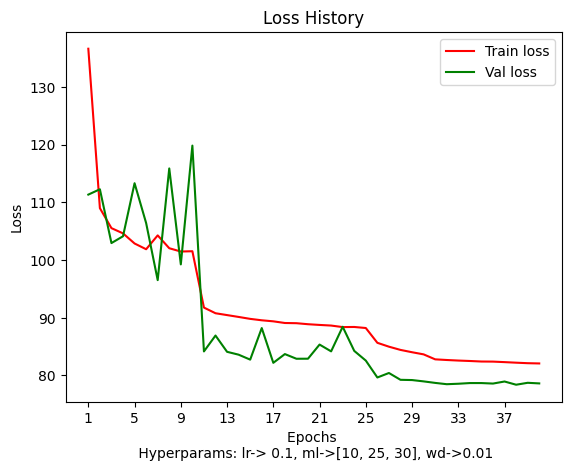 Loss History
Train loss
Val loss
Loss
130
120
110
100
90
80
1 5 9 13 17 21 25 29 33 37
Epochs
Hyperparams: lr-> 0.1, ml->[10, 25, 30], wd->0.01